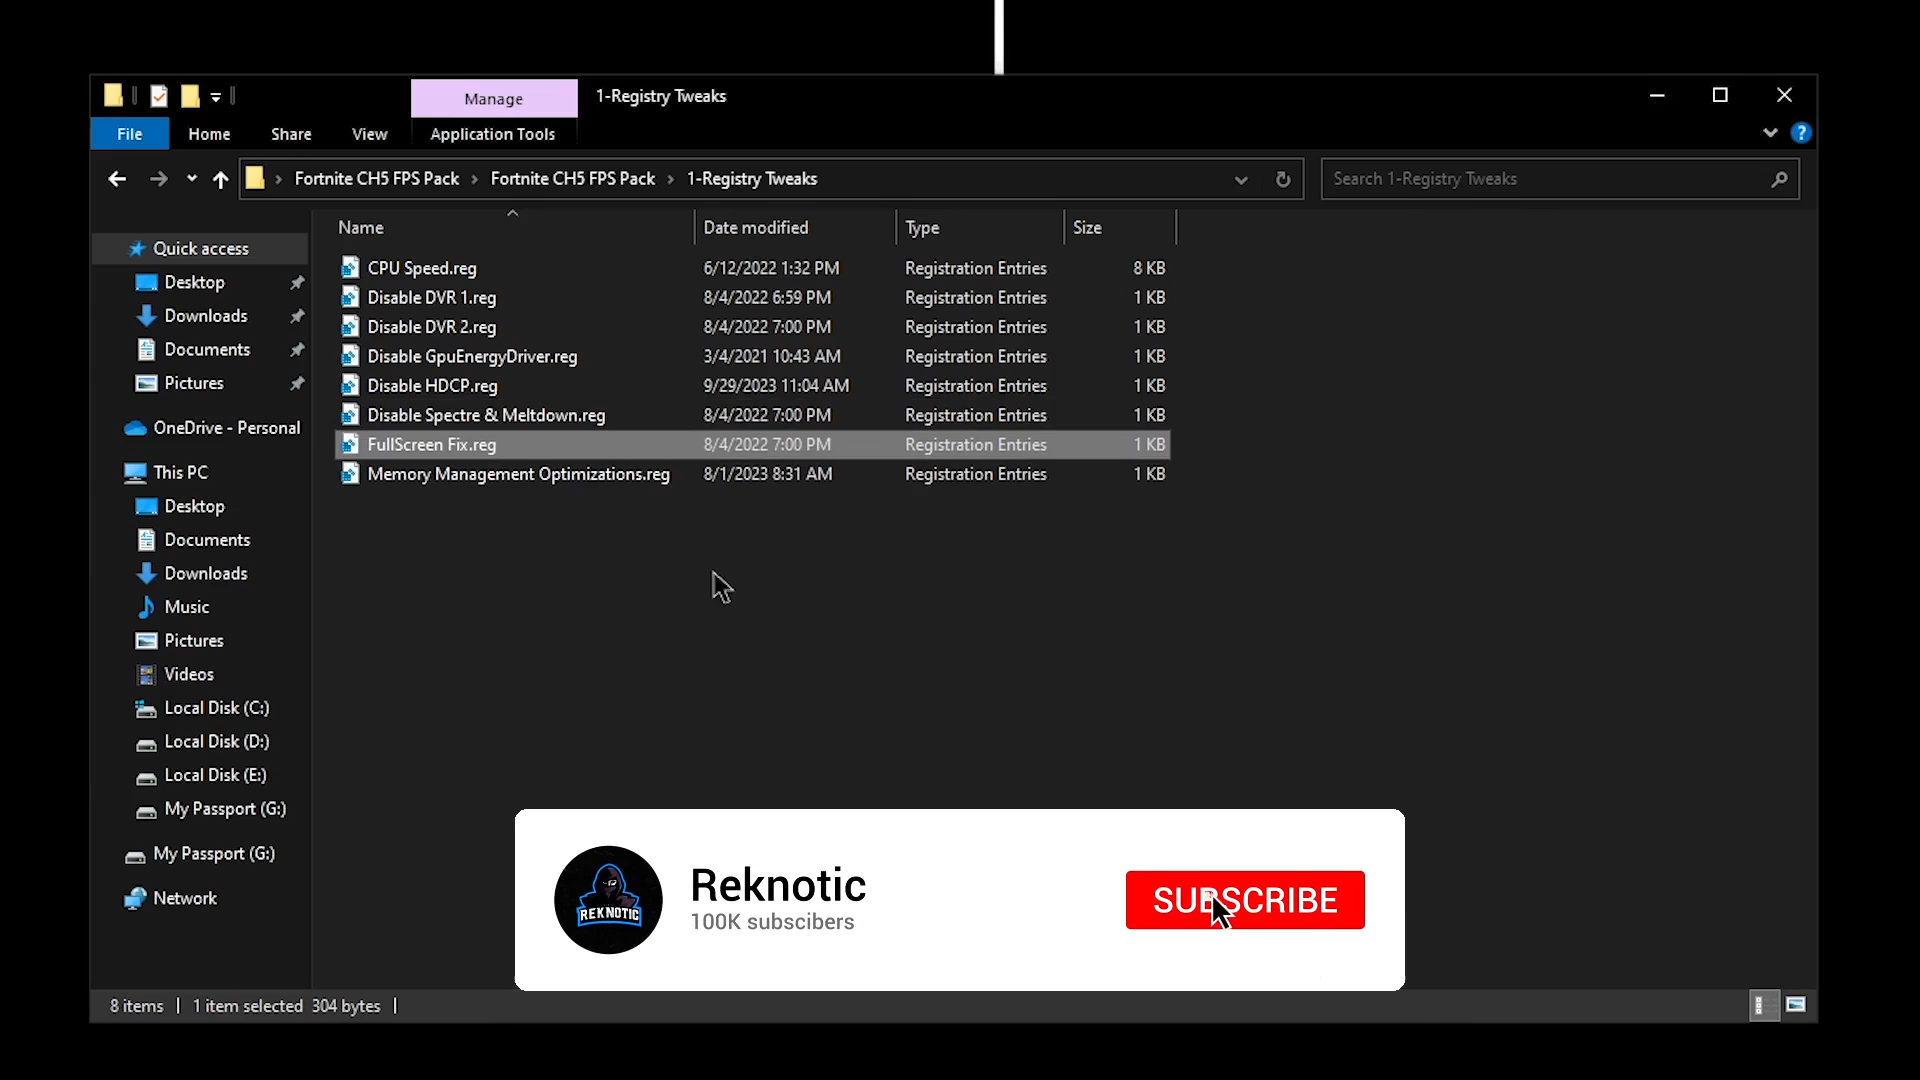 Manage
1-Registry Tweaks
File
Home
Share
View
Application Tools
?
Fortnite CH5 FPS Pack > Fortnite CH5 FPS Pack > 1-Registry Tweaks
Search 1-Registry Tweaks
Name
Date modified
Type
Size
CPU Speed.reg 6/12/2022 1:32 PM Registration Entries 8 KB
Disable DVR 1.reg 8/4/2022 6:59 PM Registration Entries 1 KB
Disable DVR 2.reg 8/4/2022 7:00 PM Registration Entries 1 KB
Disable GpuEnergyDriver.reg 3/4/2021 10:43 AM Registration Entries 1 KB
Disable HDCP.reg 9/29/2023 11:04 AM Registration Entries 1 KB
Disable Spectre & Meltdown.reg 8/4/2022 7:00 PM Registration Entries 1 KB
FullScreen Fix.reg 8/4/2022 7:00 PM Registration Entries 1 KB
Memory Management Optimizations.reg 8/1/2023 8:31 AM Registration Entries 1 KB
Quick access
Desktop
Downloads
Documents
Pictures
OneDrive - Personal
This PC
Desktop
Documents
Downloads
Music
Pictures
Videos
Local Disk (C:)
Local Disk (D:)
Local Disk (E:)
My Passport (G:)
My Passport (G:)
Network
REKNOTIC
Reknotic
100K subscibers
SUBSCRIBE
8 items | 1 item selected 304 bytes |